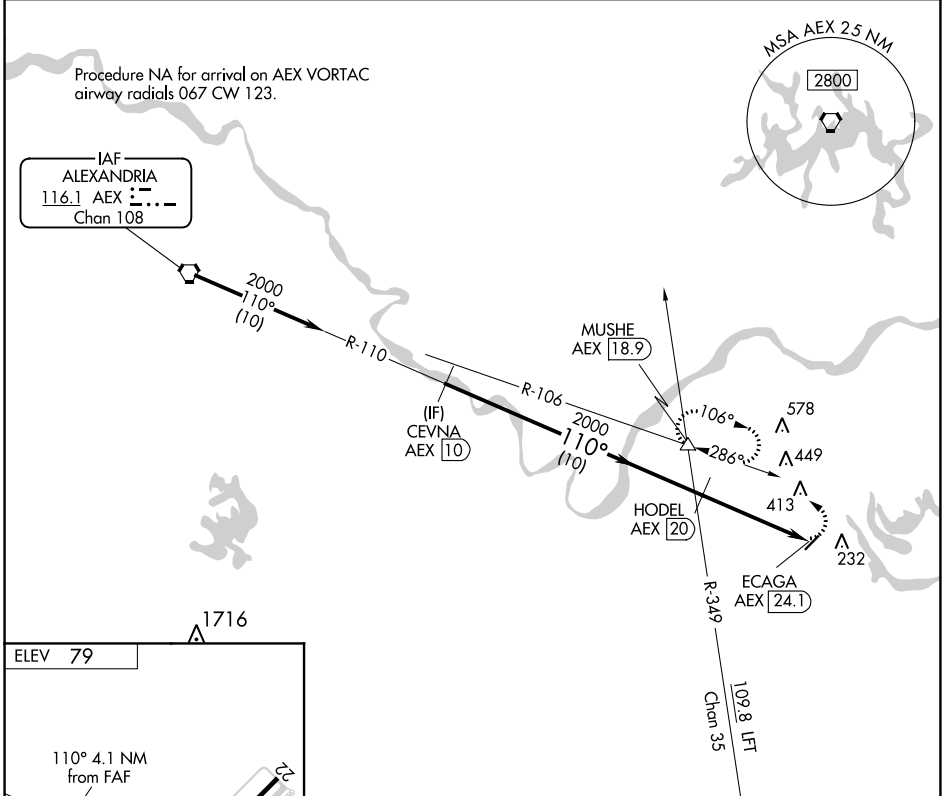 Procedure NA for arrival on AEX VORTAC
airway radials 067 CW 123.
MSA AEX 25 NM
2800
IAF
ALEXANDRIA
116.1 AEX
Chan 108
2000
110°
(10)
R-110
MUSHE
AEX 18.9
R-106
(IF)
CEVNA
AEX 10
2000
110°
(10)
106°
286°
578
449
413
232
HODEL
AEX 20
ECAGA
AEX 24.1
R-349
109.8 LFT
Chan 35
1716
ELEV 79
110° 4.1 NM
from FAF
22